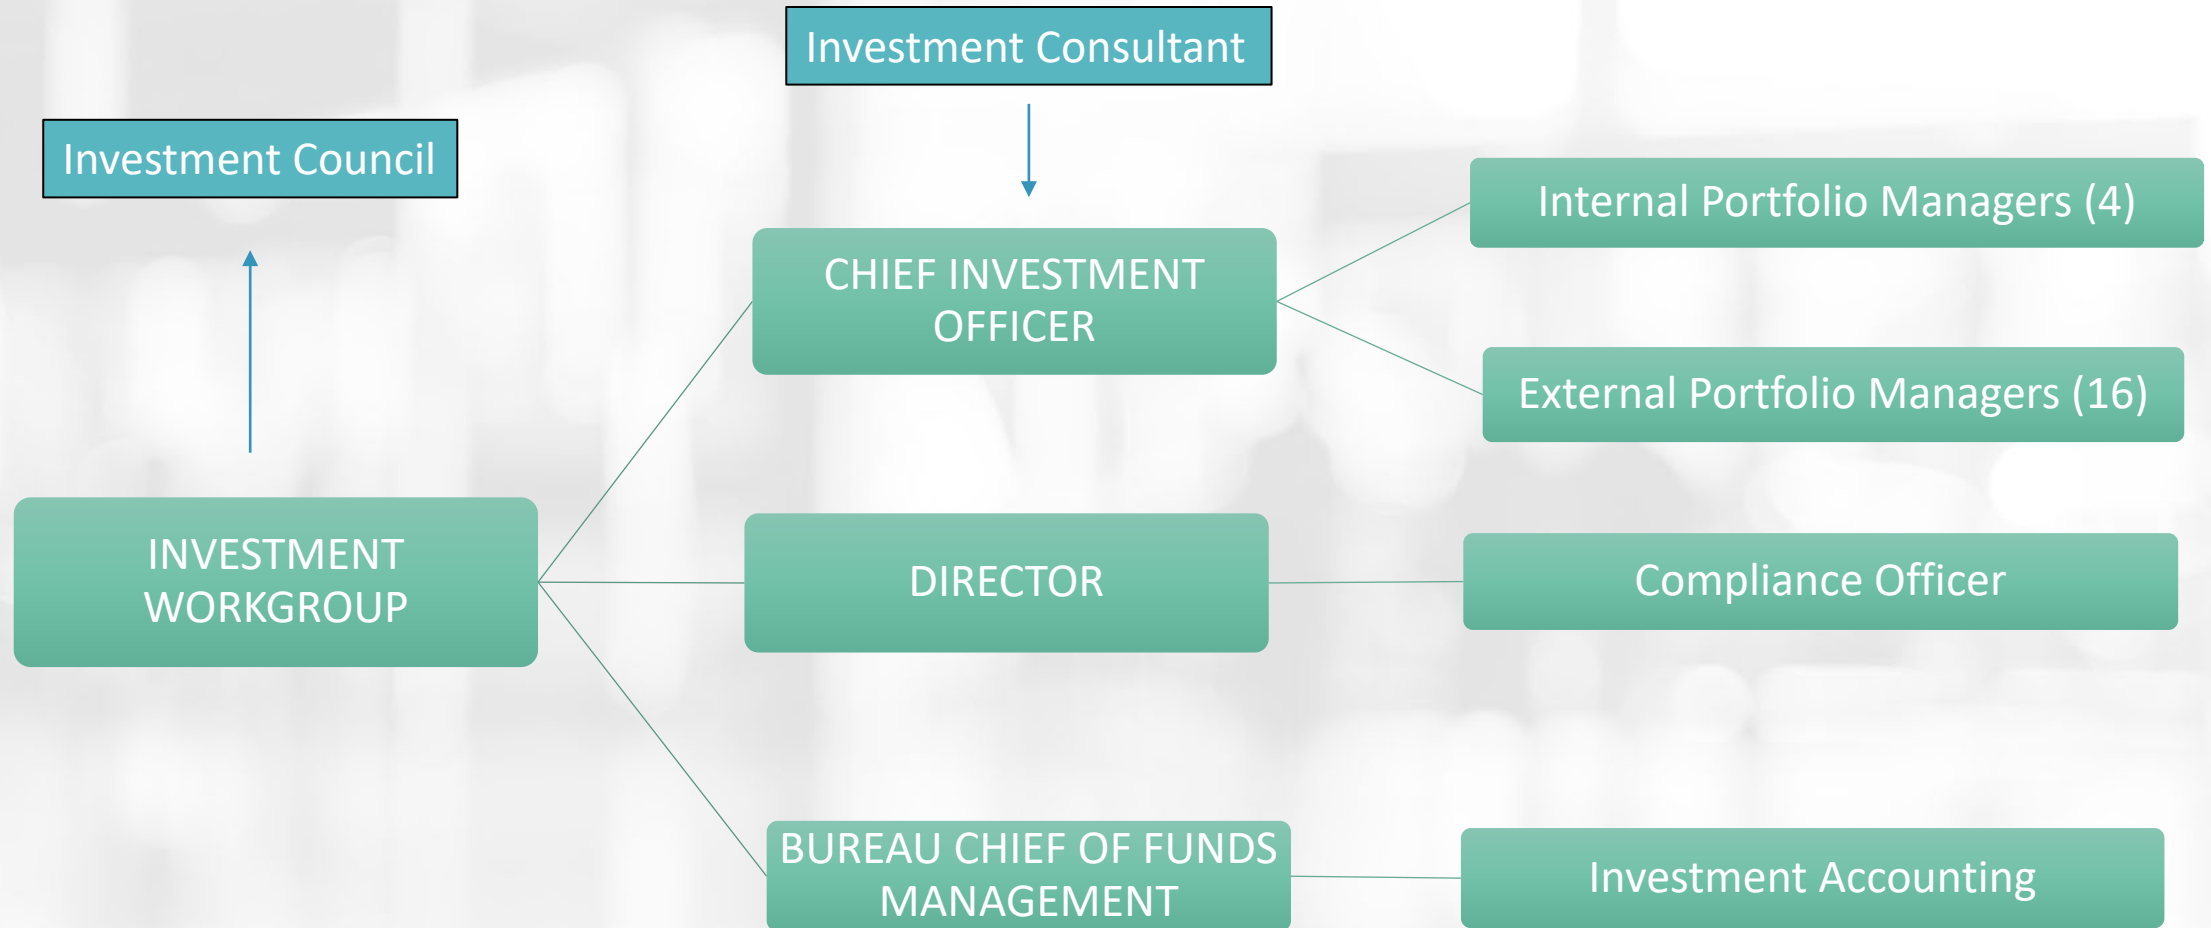 Investment Consultant
Investment Council
Internal Portfolio Managers (4)
CHIEF INVESTMENT
OFFICER
External Portfolio Managers (16)
INVESTMENT
WORKGROUP
DIRECTOR
Compliance Officer
BUREAU CHIEF OF FUNDS
MANAGEMENT
Investment Accounting